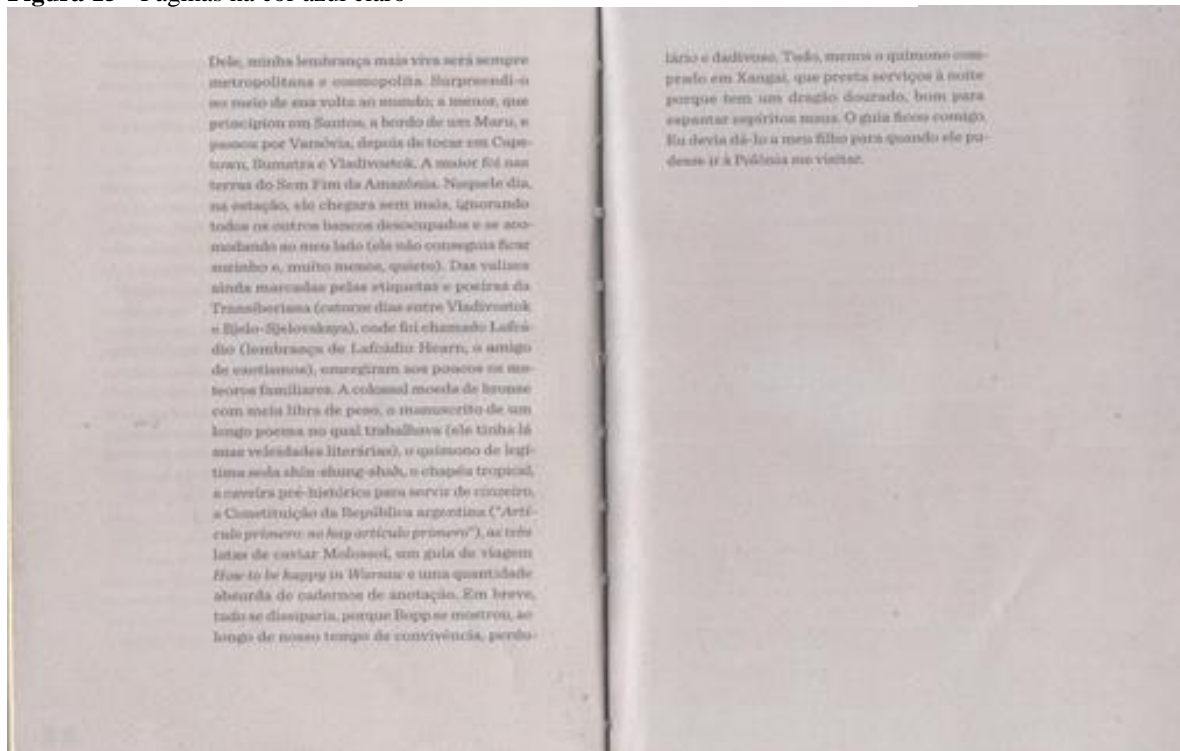 Dele, minha lembrança mais viva será sempre
metropolitana e cosmopolita. Surpreendi-o
no meio de sua volta ao mundo, a menor, que
principiou em Santos, a bordo de um Maru, e
passou por Varsóvia, depois de tocar em Cape-
town, Sumatra e Vladivostok. A maior foi nas
terras do Sem Fim da Amazônia. Naquele dia,
na estação, ele chegara sem mala, ignorando
todos os outros bancos desocupados e se aco-
modando ao meu lado (ele não conseguia ficar
sozinho e, muito menos, quieto). Das valises
ainda marcadas pelas etiquetas e poeiras da
Transiberiana (catorze dias entre Vladivostok
e Bjelo-Sjelovskaya), onde foi chamado Lafcá-
dio (lembrança de Lafcádio Hearn, o amigo
de exotismos), emergiram aos poucos os me-
teoros familiares. A colossal moeda de bronze
com meia libra de peso, o manuscrito de um
longo poema no qual trabalhava (ele tinha lá
suas veleidades literárias), o quimono de legí-
tima seda shin-shung-shah, o chapéu tropical,
a caveira pré-histórica para servir de cinzeiro,
a Constituição da República argentina ("Artí-
culo primero: no hay artículo primero"), as três
latas de caviar Molossol, um guia de viagem
How to be happy in Warsaw e uma quantidade
absurda de cadernos de anotação. Em breve,
tudo se dissiparia, porque Bopp se mostrou, ao
longo de nosso tempo de convivência, perdu-
lário e dadivoso. Tudo, menos o quimono com-
prado em Xangai, que presta serviços à noite
porque tem um dragão dourado, bom para
espantar espíritos maus. O guia ficou comigo.
Eu devia dá-lo a meu filho para quando ele pu-
desse ir à Polônia me visitar.